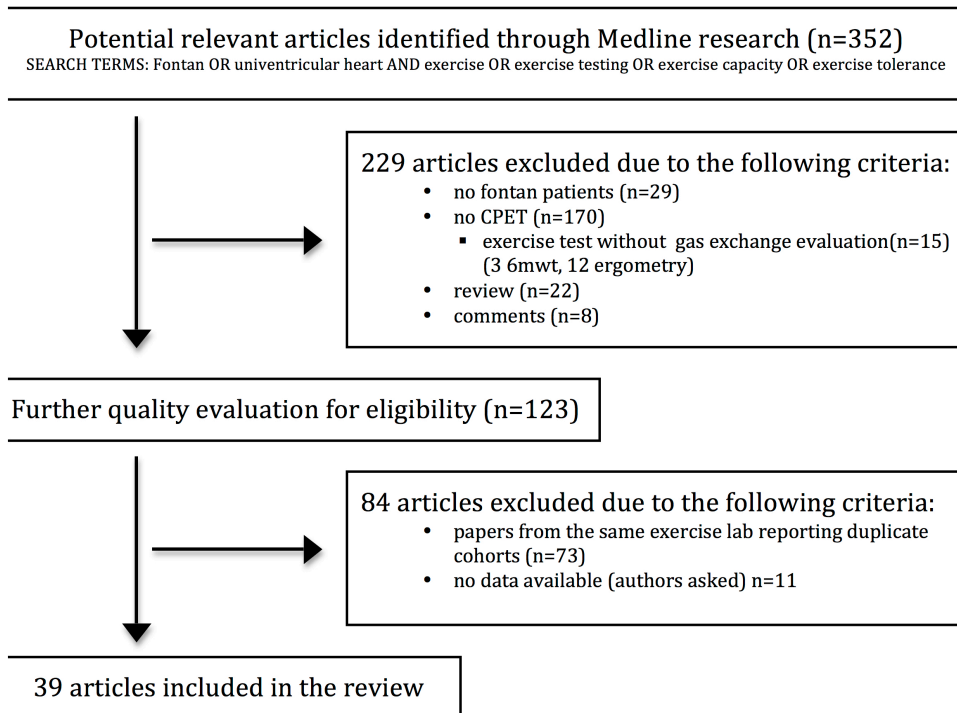 Potential relevant articles identified through Medline research (n=352)
SEARCH TERMS: Fontan OR univentricular heart AND exercise OR exercise testing OR exercise capacity OR exercise tolerance
229 articles excluded due to the following criteria:
• no fontan patients (n=29)
• no CPET (n=170)
▪ exercise test without gas exchange evaluation(n=15)
(3 6mwt, 12 ergometry)
• review (n=22)
• comments (n=8)
Further quality evaluation for eligibility (n=123)
84 articles excluded due to the following criteria:
• papers from the same exercise lab reporting duplicate
cohorts (n=73)
• no data available (authors asked) n=11
39 articles included in the review